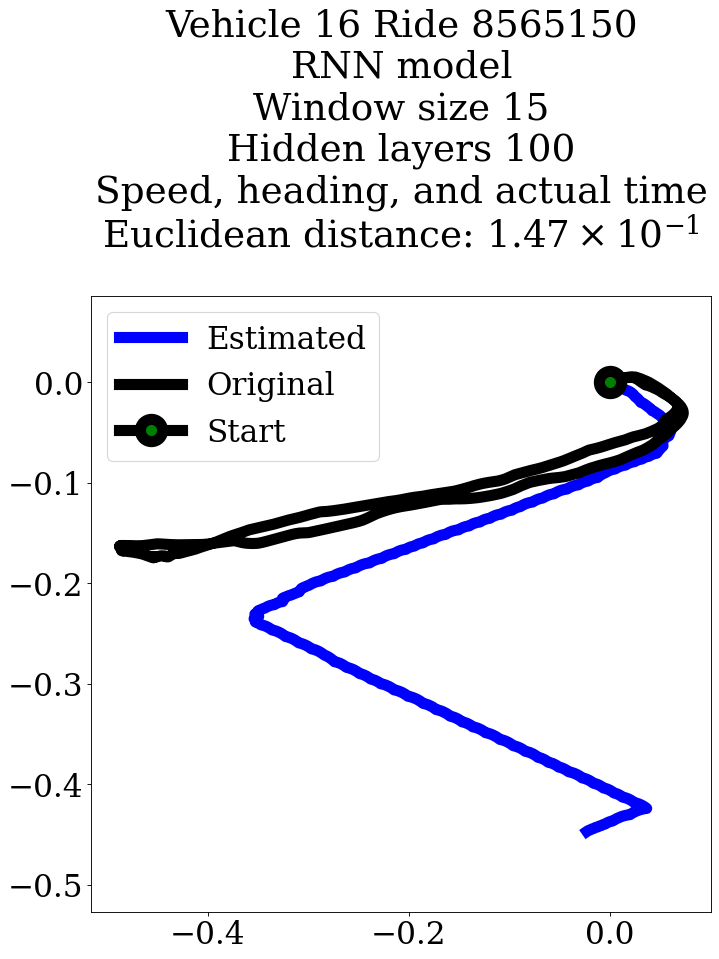 Vehicle 16 Ride 8565150
RNN model
Window size 15
Hidden layers 100
Speed, heading, and actual time
Euclidean distance: 1.47 × 10⁻¹
Estimated
Original
Start
0.0
−0.1
−0.2
−0.3
−0.4
−0.5
−0.4 −0.2 0.0